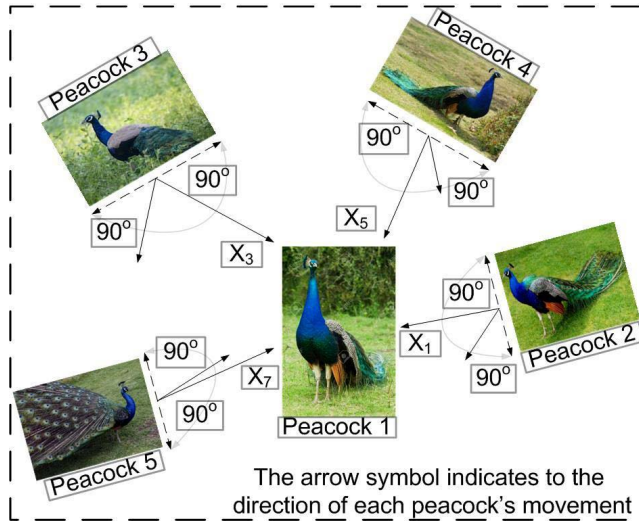 Peacock 3
Peacock 4
90°
90°
90°
90°
X3
X5
90°
X1
90°
Peacock 2
90°
90°
X7
Peacock 5
Peacock 1
The arrow symbol indicates to the
direction of each peacock's movement